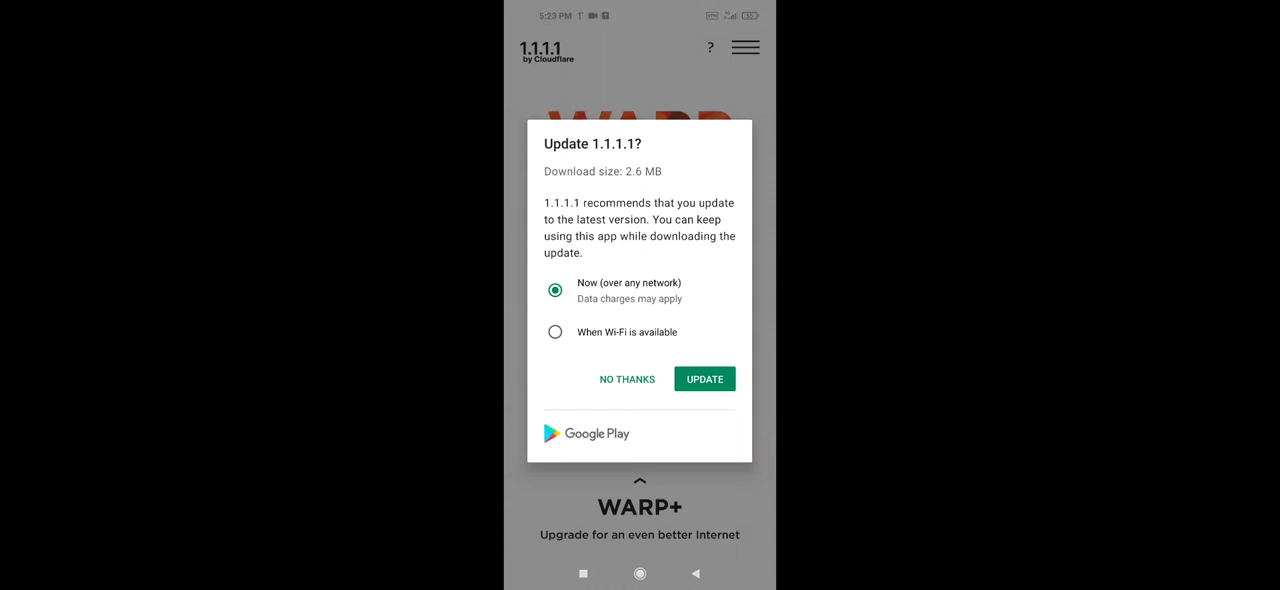 5:23 PM
1.1.1.1
by Cloudflare
?
WARP
Update 1.1.1.1?
Download size: 2.6 MB
1.1.1.1 recommends that you update
to the latest version. You can keep
using this app while downloading the
update.
Now (over any network)
Data charges may apply
When Wi-Fi is available
NO THANKS
UPDATE
Google Play
WARP+
Upgrade for an even better Internet